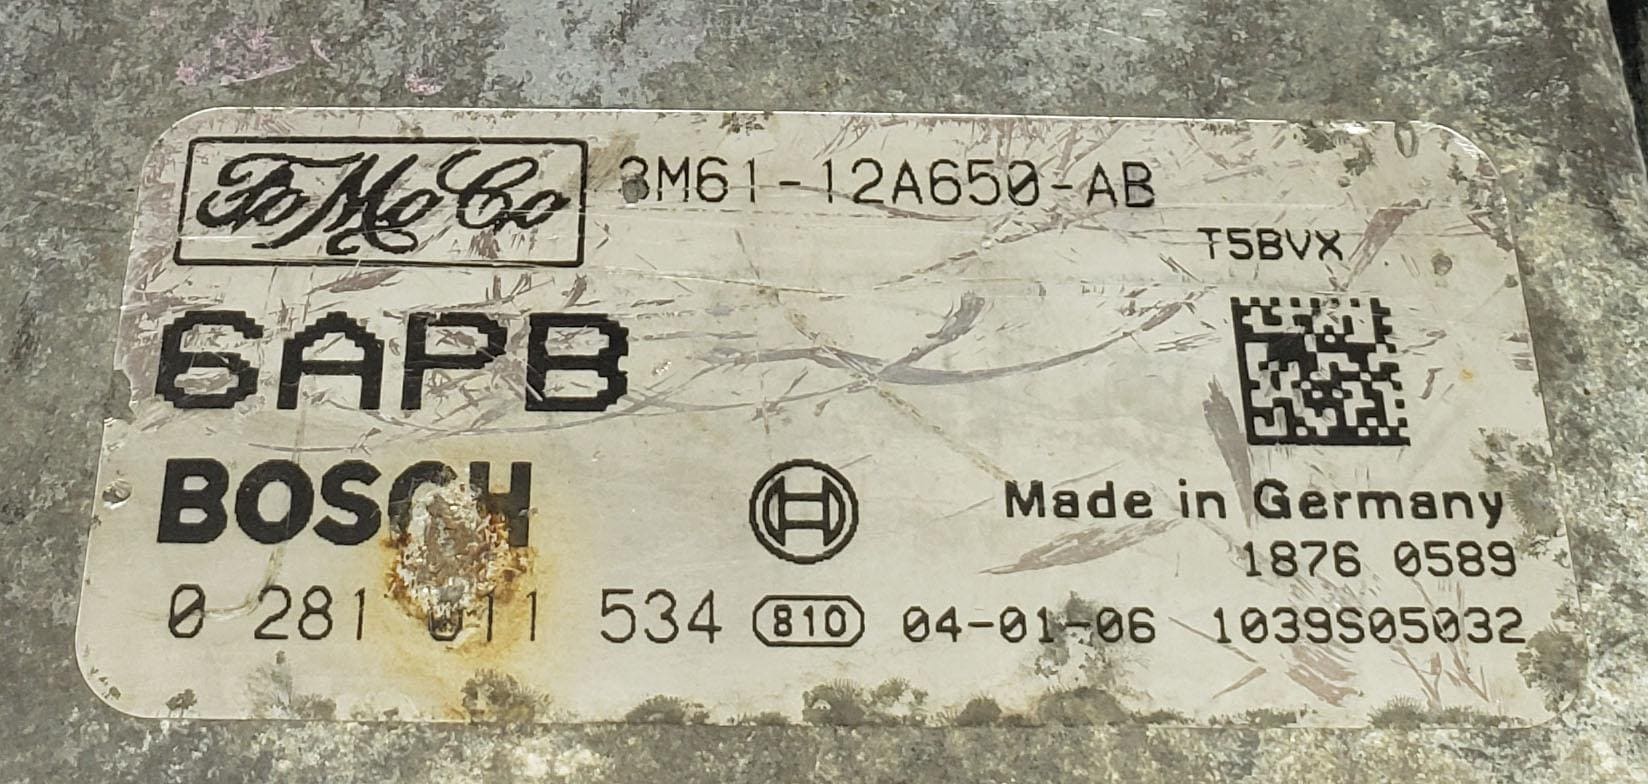 FoMoCo 3M61-12A650-AB
T5BVX
6APB
BOSCH
Made in Germany
1876 0589
0 281 011 534 810 04-01-06 1039S05032